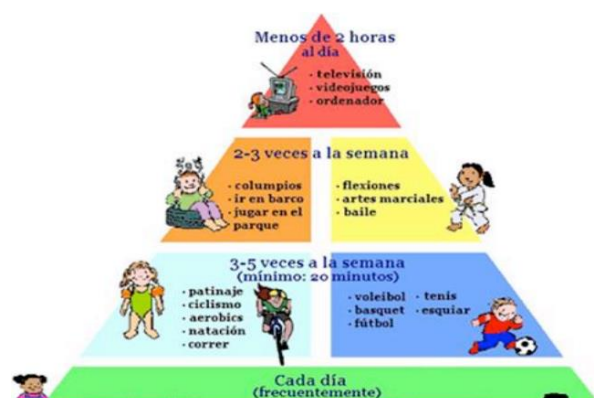 Menos de 2 horas
al día
· televisión
· videojuegos
· ordenador
2-3 veces a la semana
· columpios
· ir en barco
· jugar en el
parque
· flexiones
· artes marciales
· baile
3-5 veces a la semana
(mínimo: 20 minutos)
· patinaje
· ciclismo
· aerobics
· natación
· correr
· voleibol
· basquet
· fútbol
· tenis
· esquiar
Cada día
(frecuentemente)